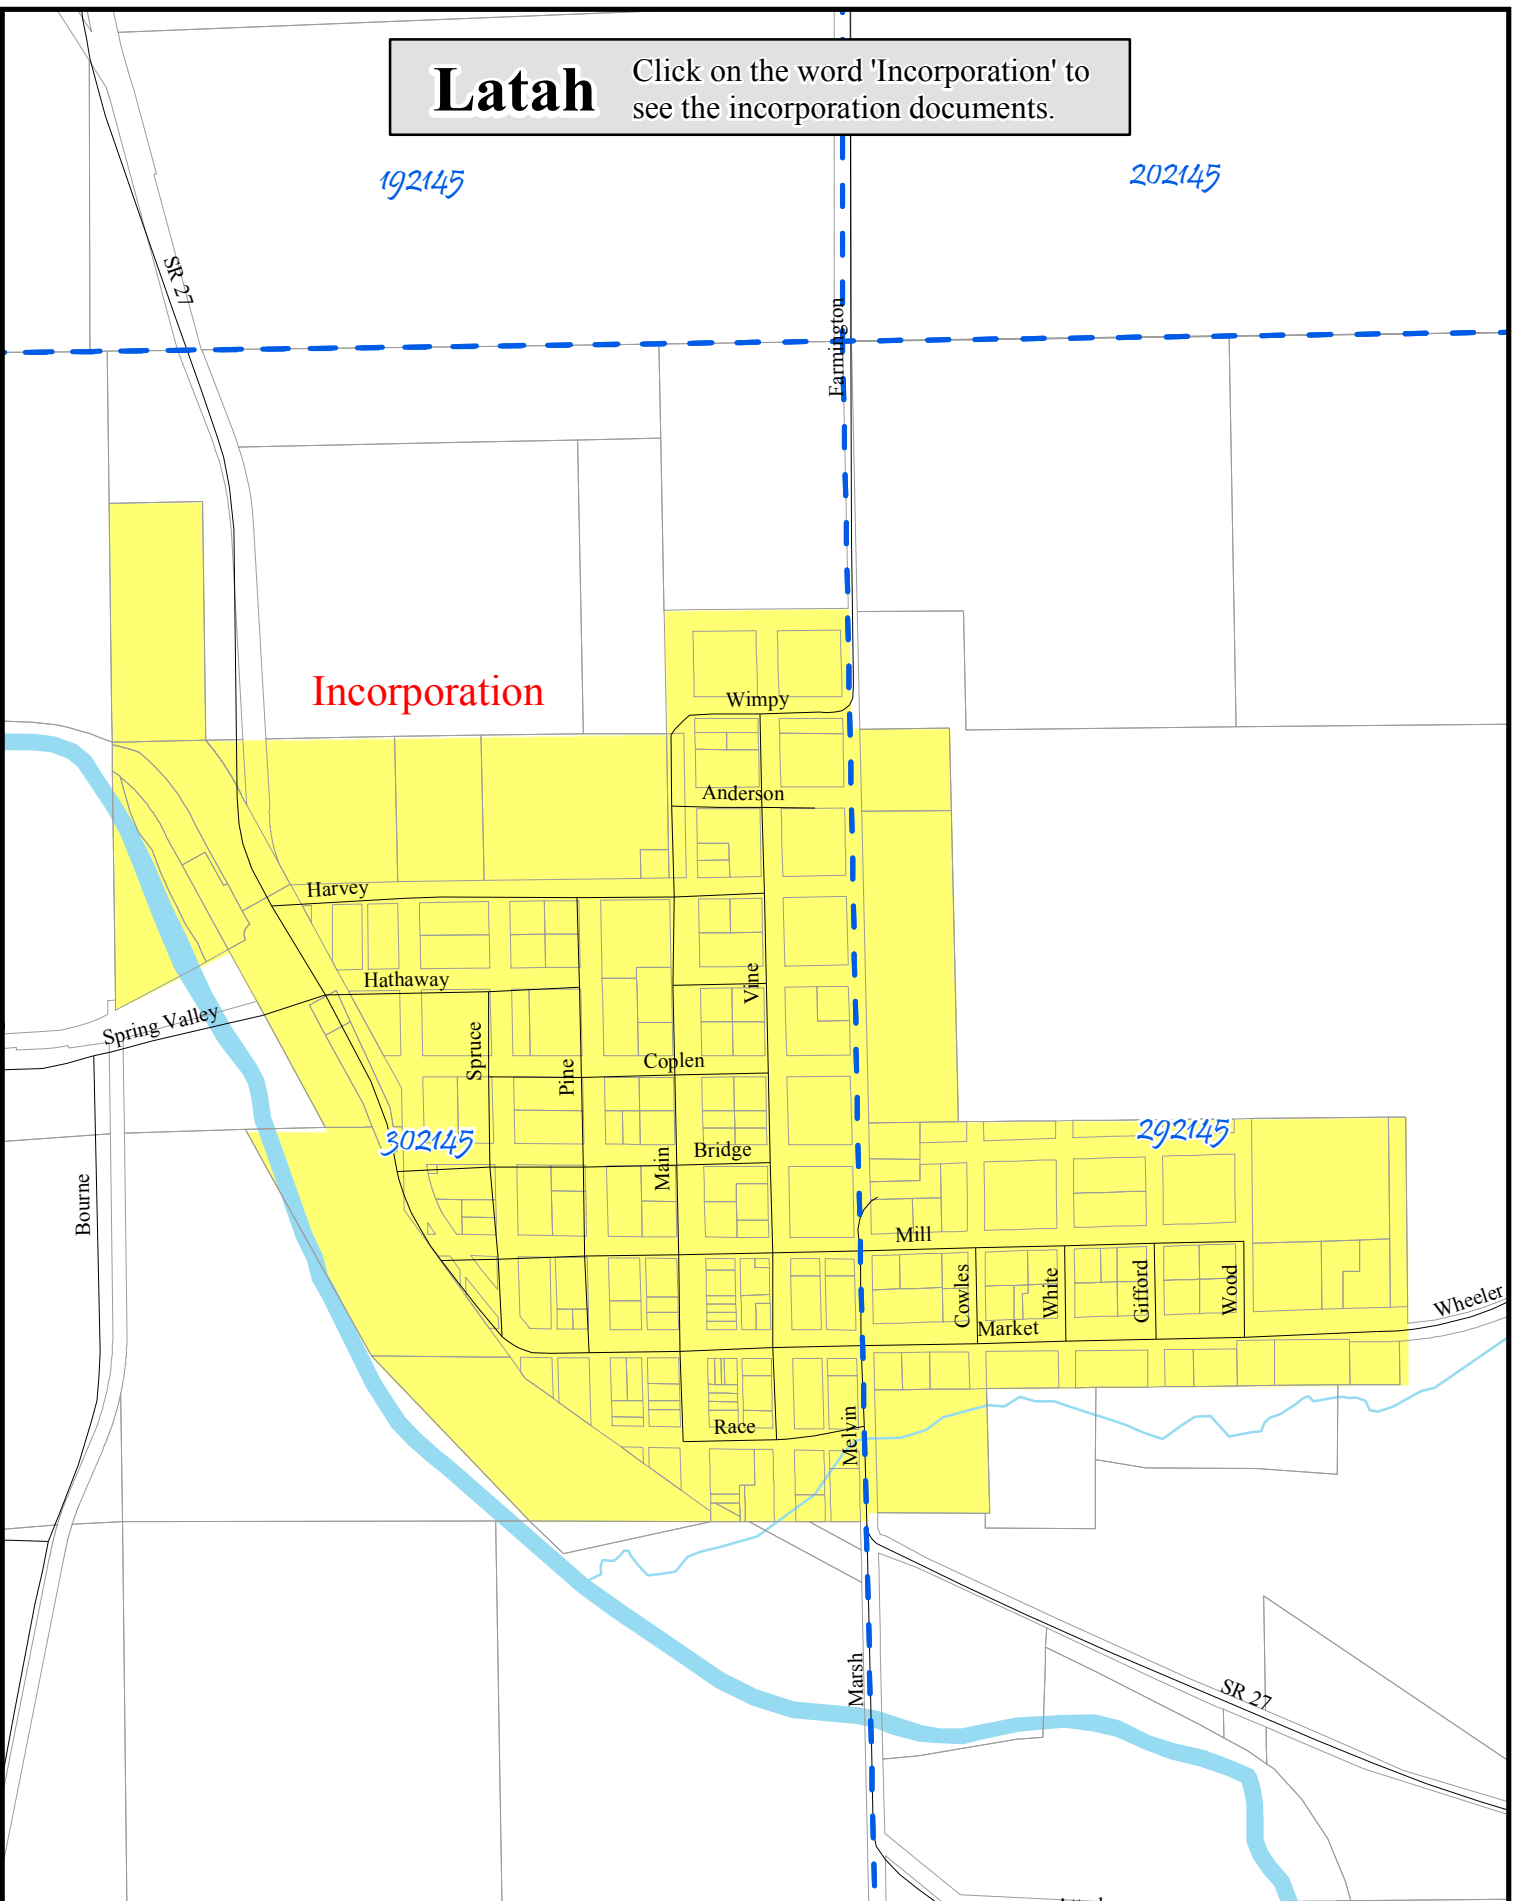 Latah
Click on the word 'Incorporation' to
see the incorporation documents.
192145
202145
SR 27
Farmington
Incorporation
Wimpy
Anderson
Harvey
Hathaway
Vine
Spring Valley
Spruce
Pine
Coplen
302145
292145
Bridge
Main
Bourne
Mill
Cowles
White
Gifford
Wood
Wheeler
Market
Race
Melvin
Marsh
SR 27